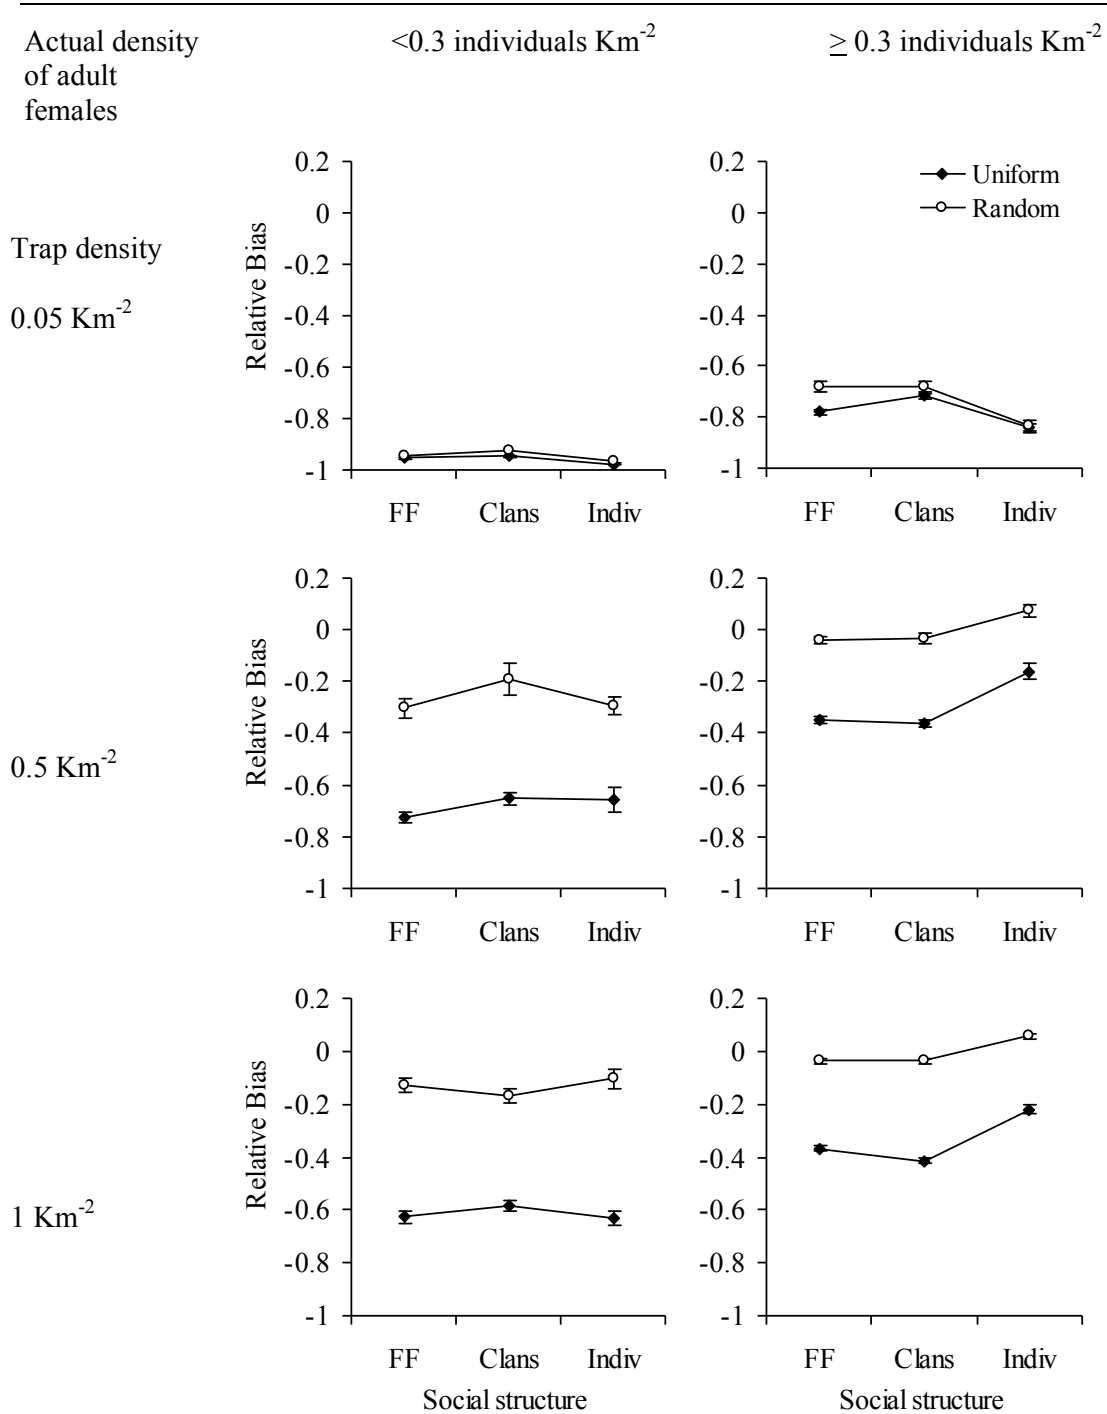 Actual density
of adult
females
<0.3 individuals Km-2
≥ 0.3 individuals Km-2
Trap density
0.05 Km-2
Relative Bias
0.2
0
-0.2
-0.4
-0.6
-0.8
-1
FF Clans Indiv
Relative Bias
0.2
0
-0.2
-0.4
-0.6
-0.8
-1
FF Clans Indiv
Uniform
Random
0.5 Km-2
Relative Bias
0.2
0
-0.2
-0.4
-0.6
-0.8
-1
FF Clans Indiv
Relative Bias
0.2
0
-0.2
-0.4
-0.6
-0.8
-1
FF Clans Indiv
1 Km-2
Relative Bias
0.2
0
-0.2
-0.4
-0.6
-0.8
-1
FF Clans Indiv
Social structure
Relative Bias
0.2
0
-0.2
-0.4
-0.6
-0.8
-1
FF Clans Indiv
Social structure